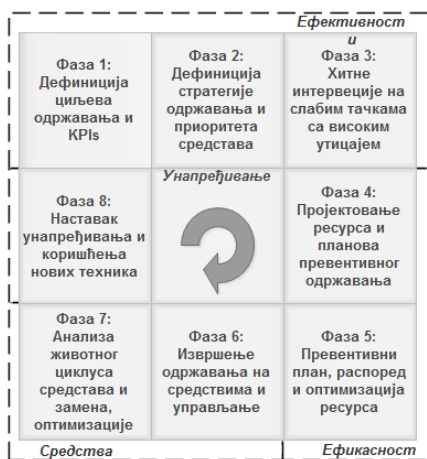 Ефективност
и
Фаза 1:
Дефиниција
циљева
одржавања и
KPIs
Фаза 2:
Дефиниција
стратегије
одржавања и
приоритета
средстава
Фаза 3:
Хитне
интервеције на
слабим тачкама
са високим
утицајем
Фаза 8:
Наставак
унапређивања и
коришћења
нових техника
Унапређивање
Фаза 4:
Пројектовање
ресурса и
планова
превентивног
одржавања
Фаза 7:
Анализа
животног
циклуса
средстава и
замена,
оптимизације
Фаза 6:
Извршење
одржавања на
средствима и
управљање
Фаза 5:
Превентивни
план, распоред
и оптимизација
ресурса
Средства
Ефикасност